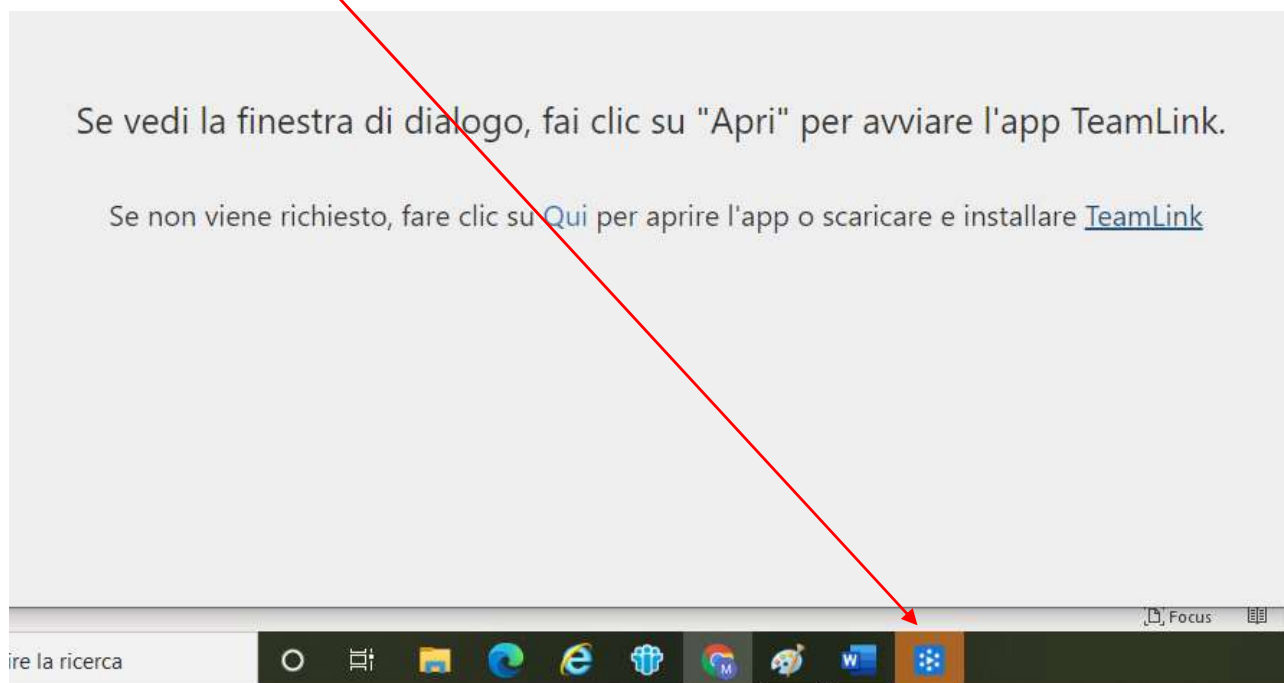 Se vedi la finestra di dialogo, fai clic su "Apri" per avviare l'app TeamLink.
Se non viene richiesto, fare clic su Qui per aprire l'app o scaricare e installare TeamLink
Focus
ire la ricerca